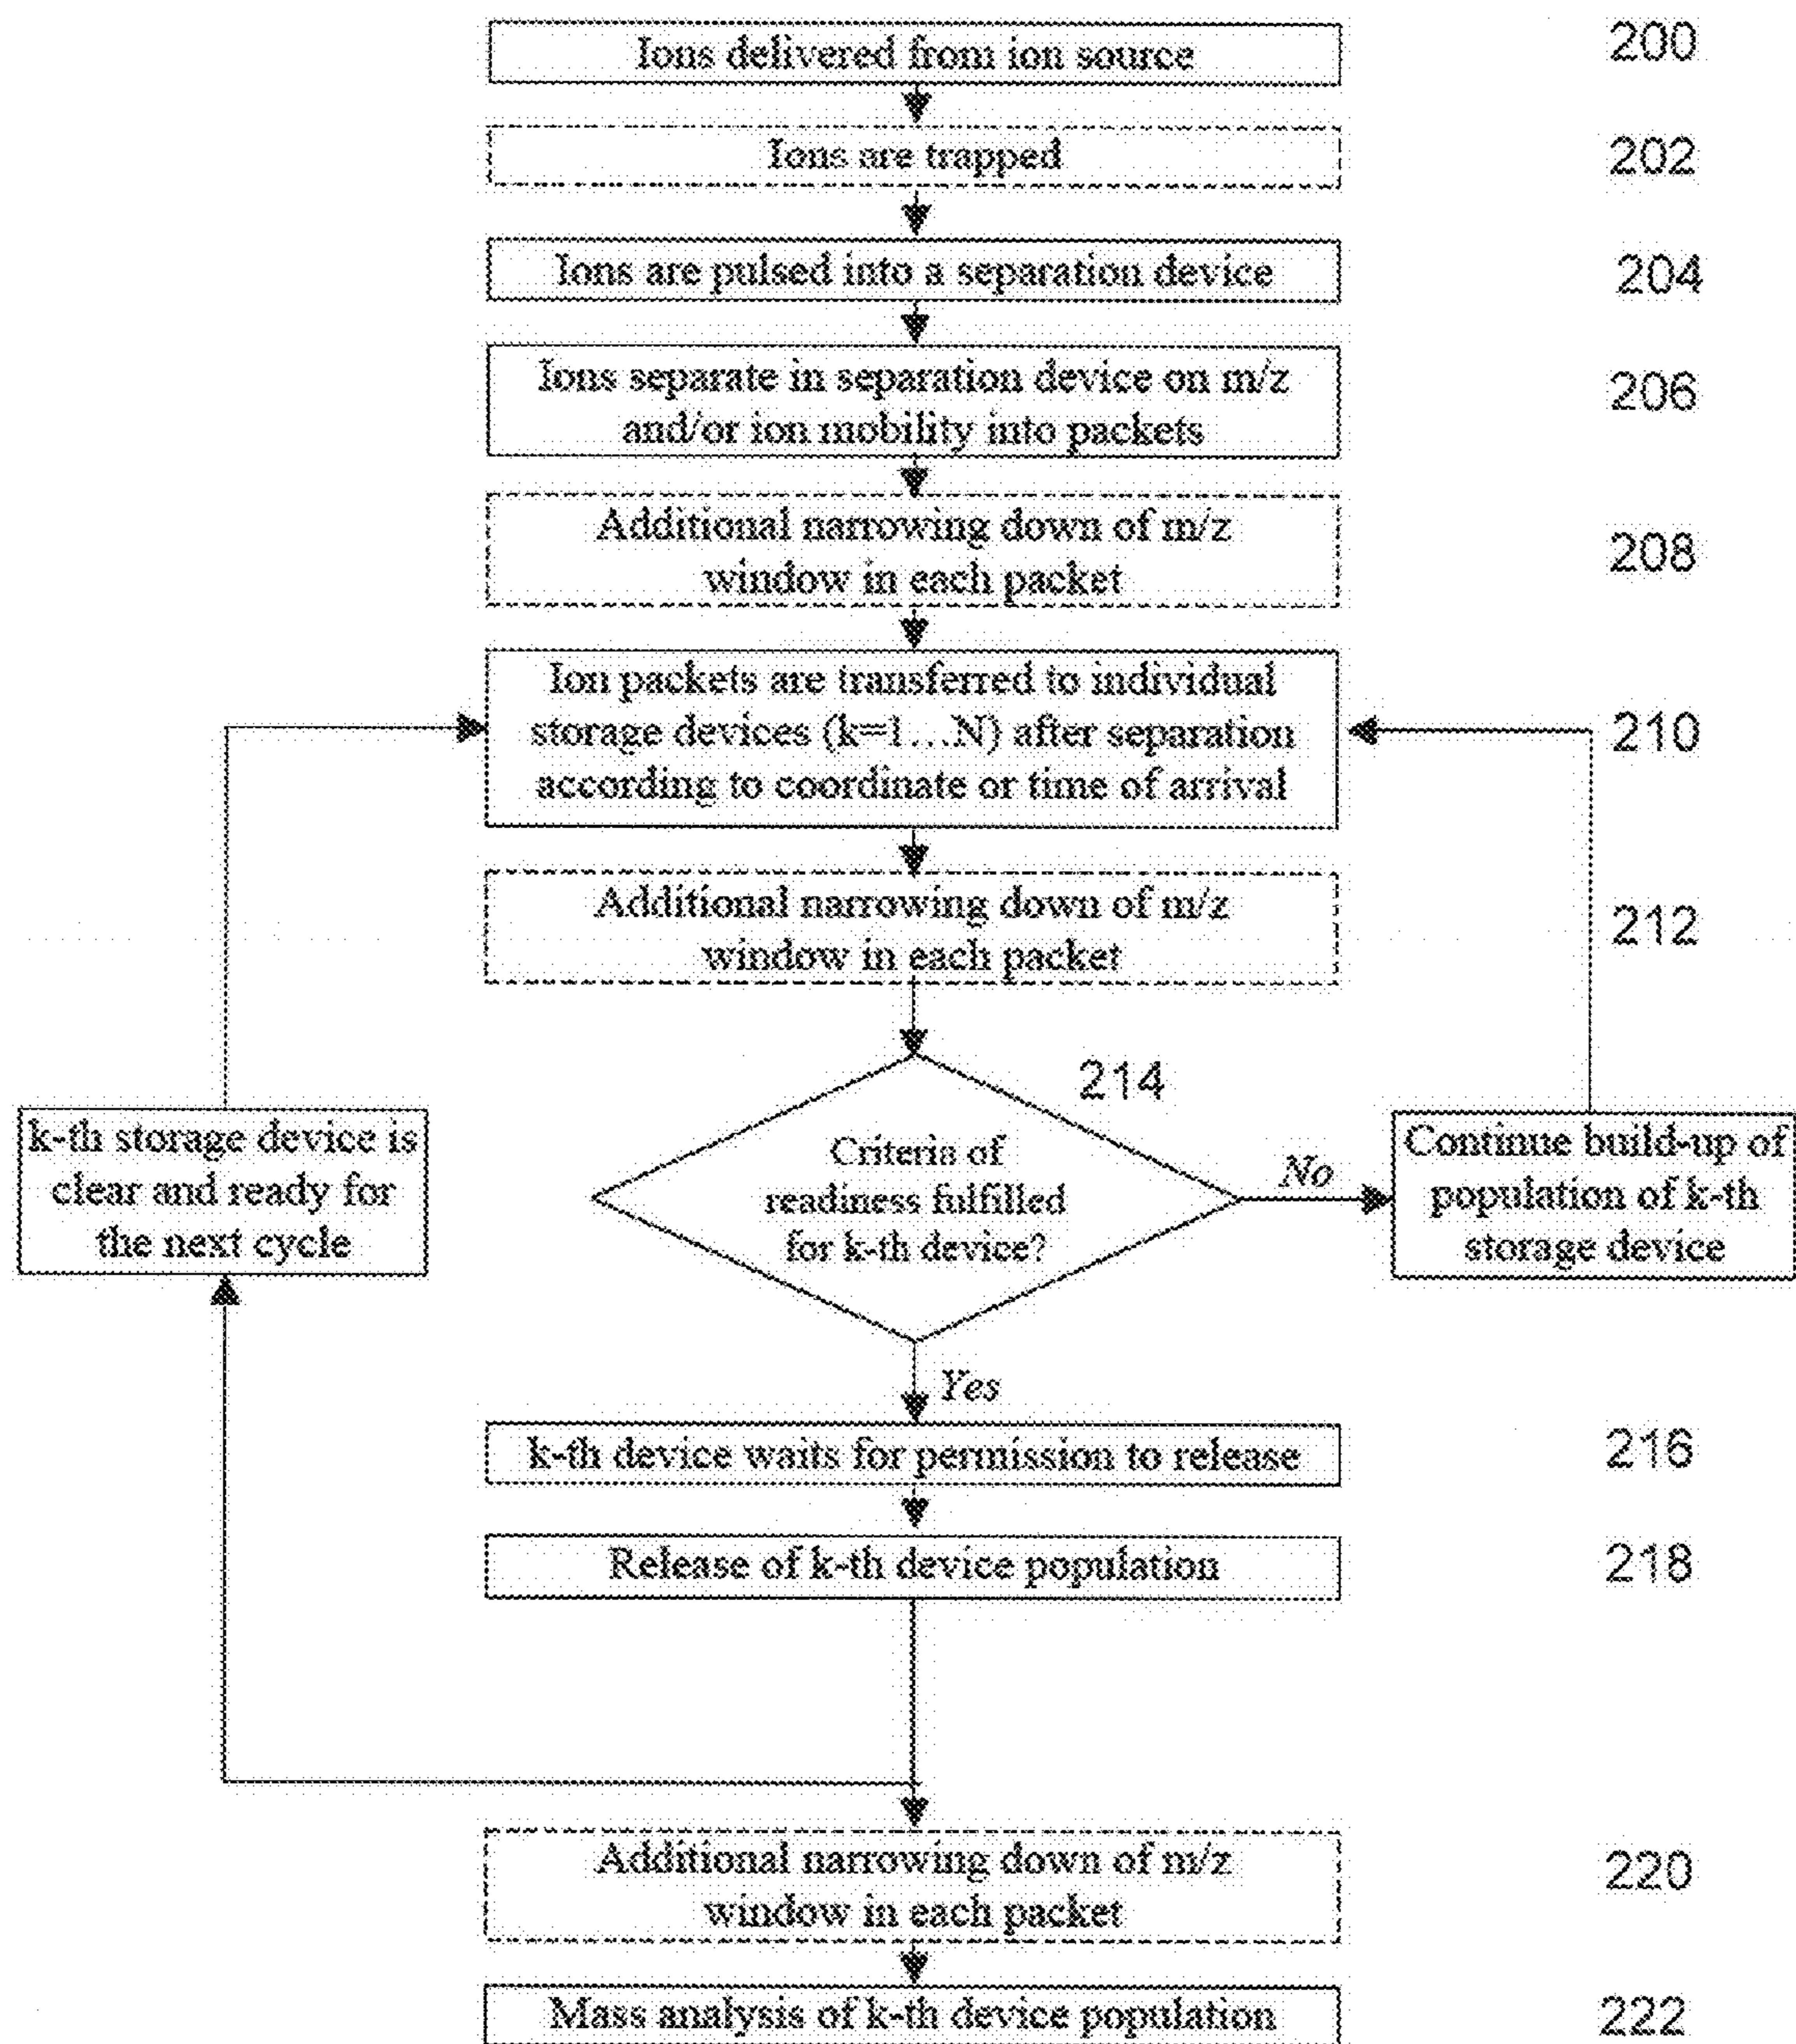 Ions delivered from ion source
200
Ions are trapped
202
Ions are pulsed into a separation device
204
Ions separate in separation device on m/z
and/or ion mobility into packets
206
Additional narrowing down of m/z
window in each packet
208
Ion packets are transferred to individual
storage devices (k=1...N) after separation
according to coordinate or time of arrival
210
Additional narrowing down of m/z
window in each packet
212
214
Criteria of
readiness fulfilled
for k-th device?
No
Continue build-up of
population of k-th
storage device
k-th storage device is
clear and ready for
the next cycle
Yes
k-th device waits for permission to release
216
Release of k-th device population
218
Additional narrowing down of m/z
window in each packet
220
Mass analysis of k-th device population
222